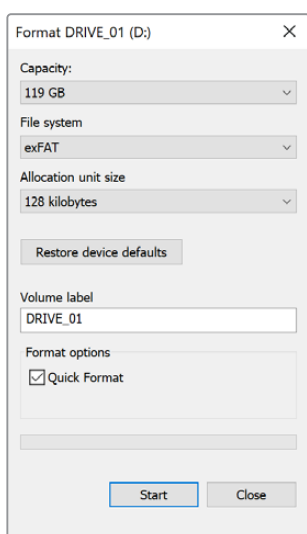 Format DRIVE_01 (D:)
Capacity:
119 GB
File system
exFAT
Allocation unit size
128 kilobytes
Restore device defaults
Volume label
DRIVE_01
Format options
Quick Format
Start
Close